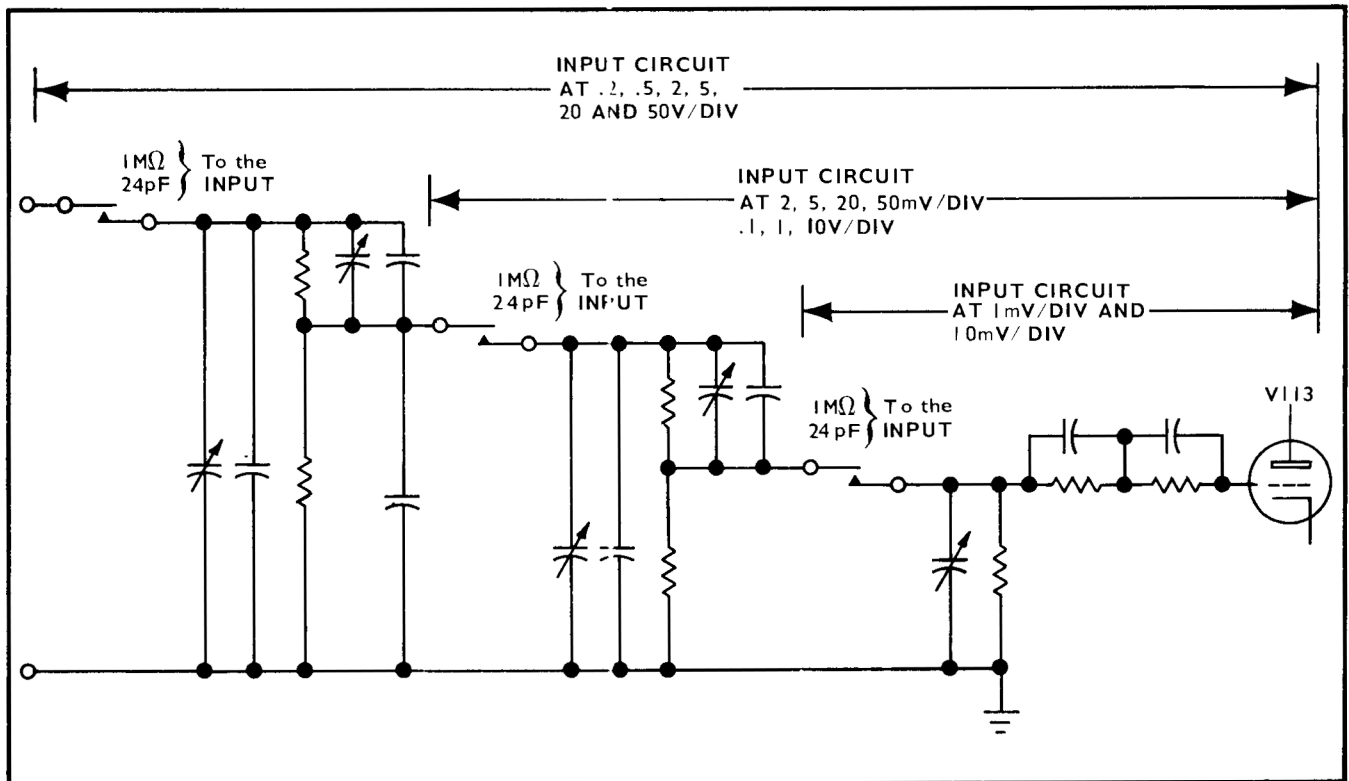 INPUT CIRCUIT
AT .2, .5, 2, 5,
20 AND 50V/DIV
1MΩ
24pF
To the
INPUT
INPUT CIRCUIT
AT 2, 5, 20, 50mV/DIV
.1, 1, 10V/DIV
1MΩ
24pF
To the
INPUT
INPUT CIRCUIT
AT 1mV/DIV AND
10mV/DIV
1MΩ
24pF
To the
INPUT
V113